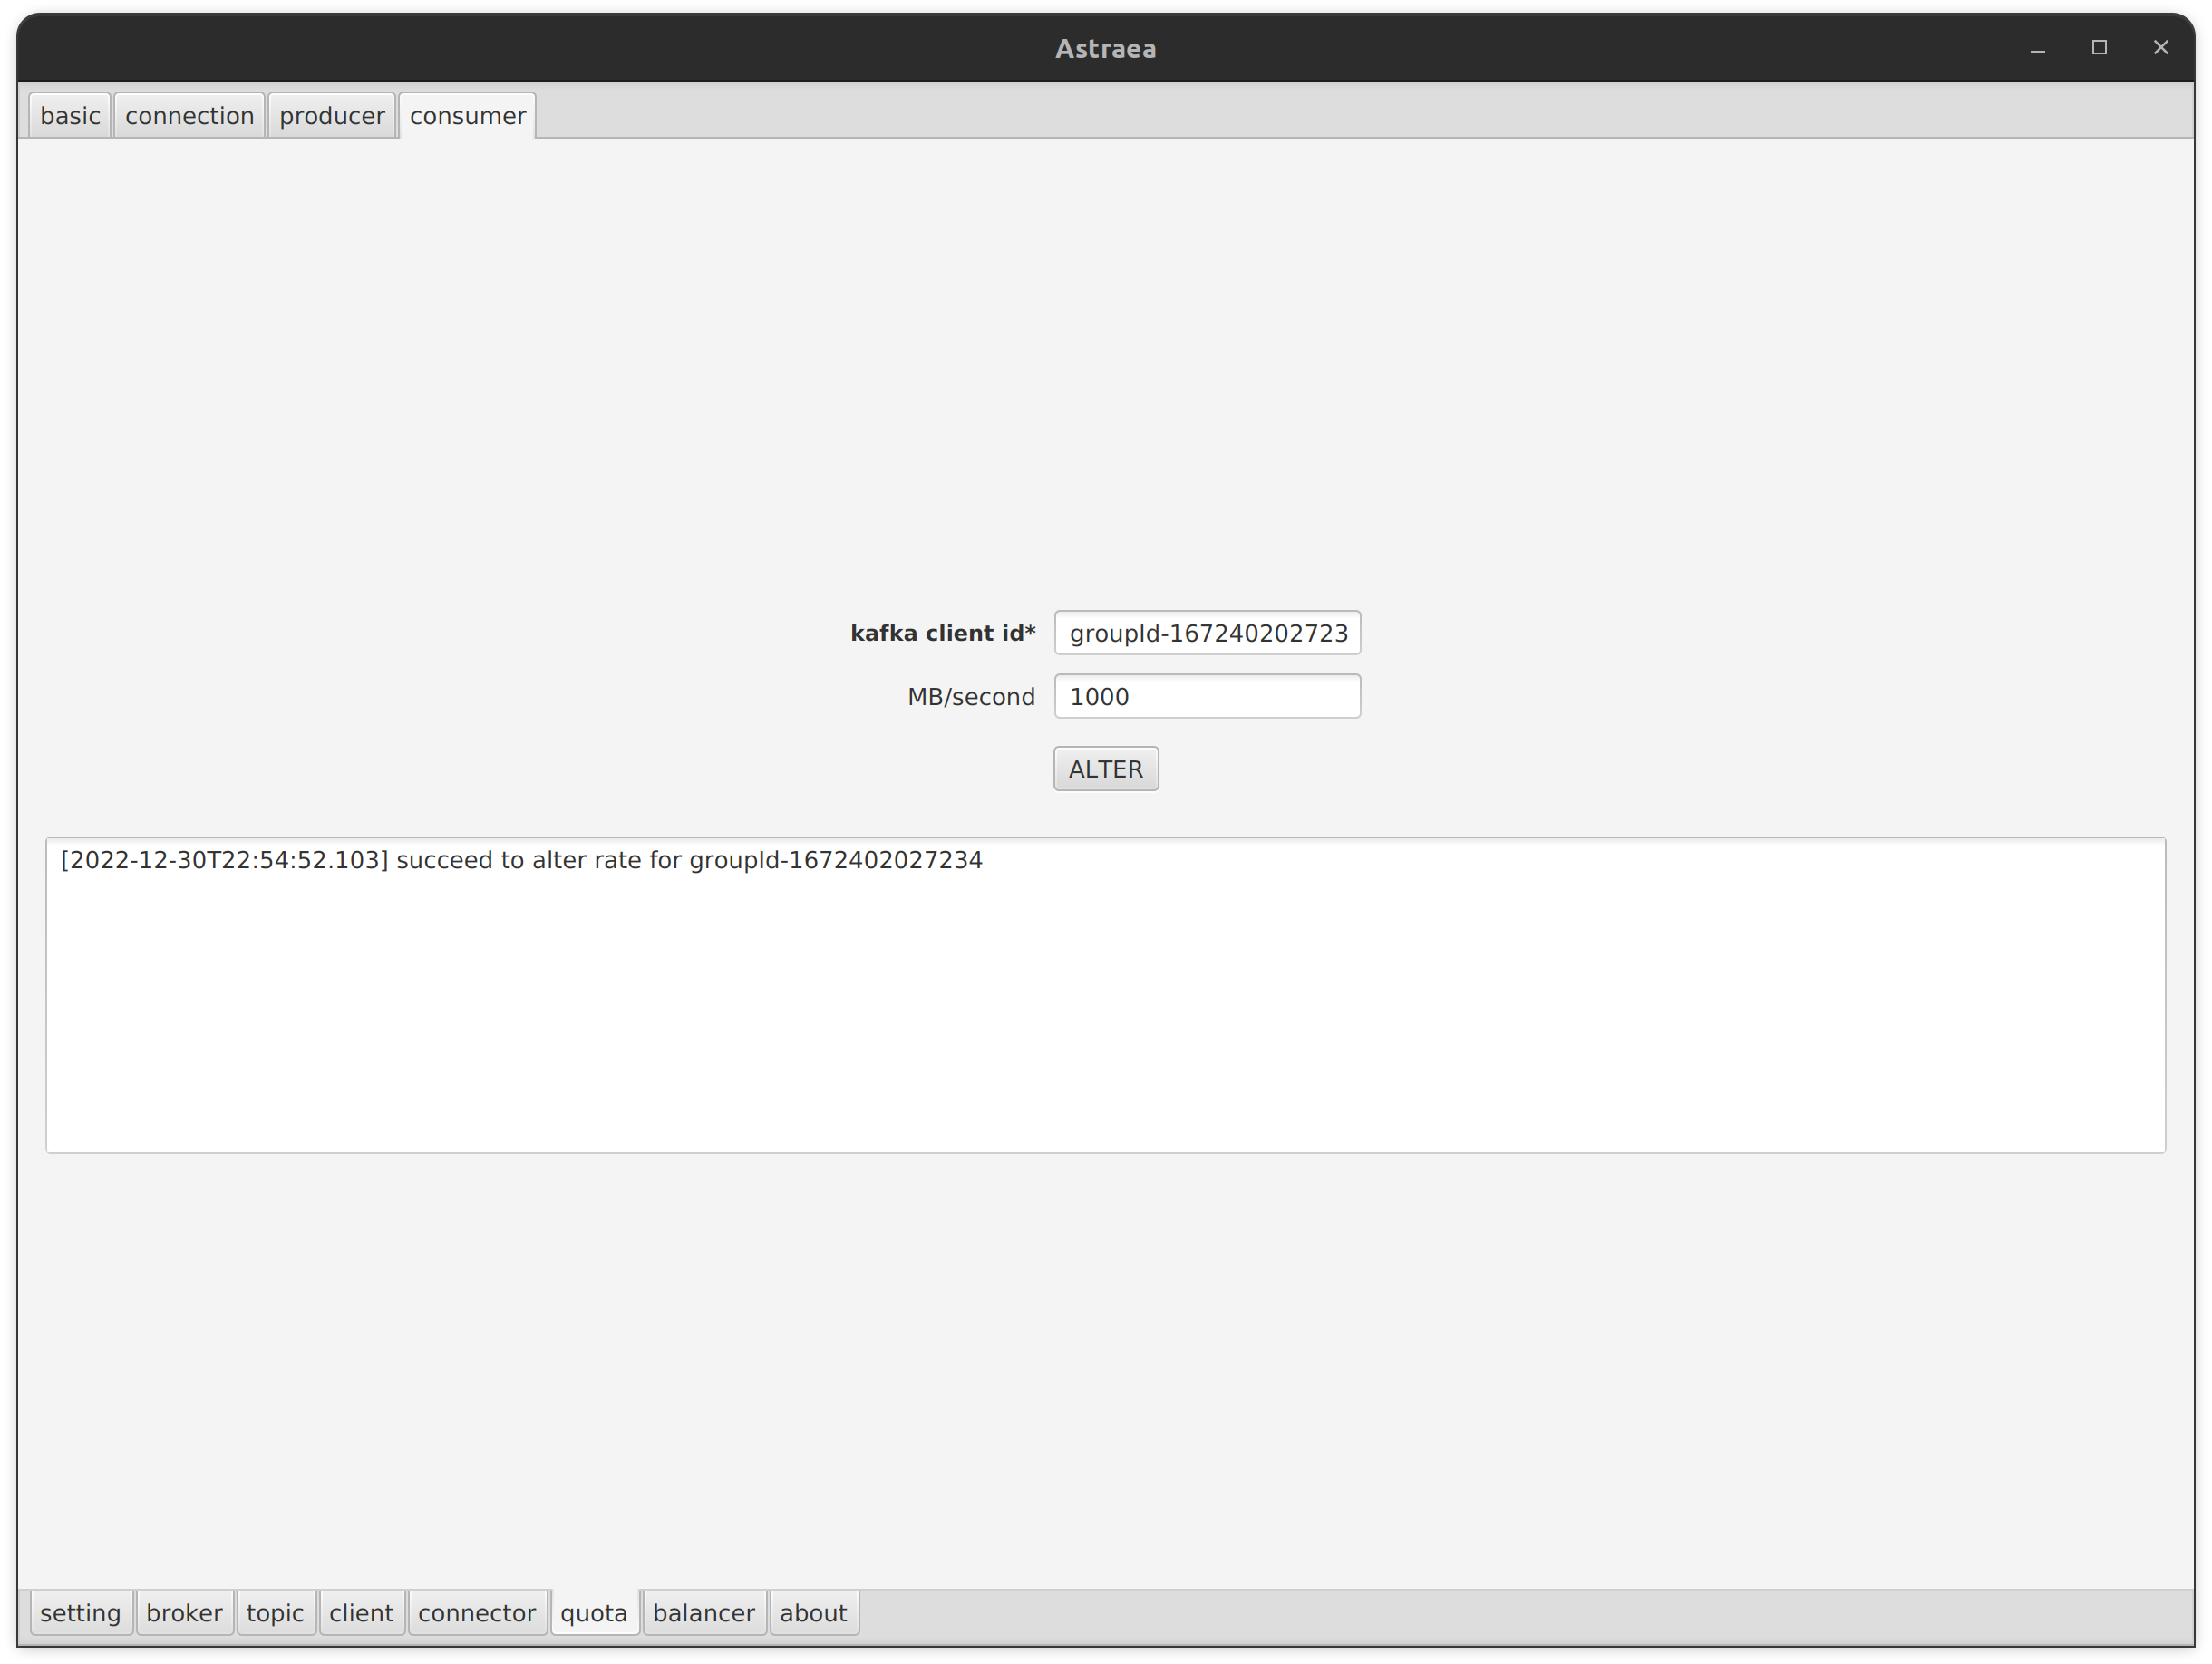 Astraea
basic connection producer consumer
kafka client id* groupId-167240202723
MB/second 1000
ALTER
[2022-12-30T22:54:52.103] succeed to alter rate for groupId-1672402027234
setting broker topic client connector quota balancer about